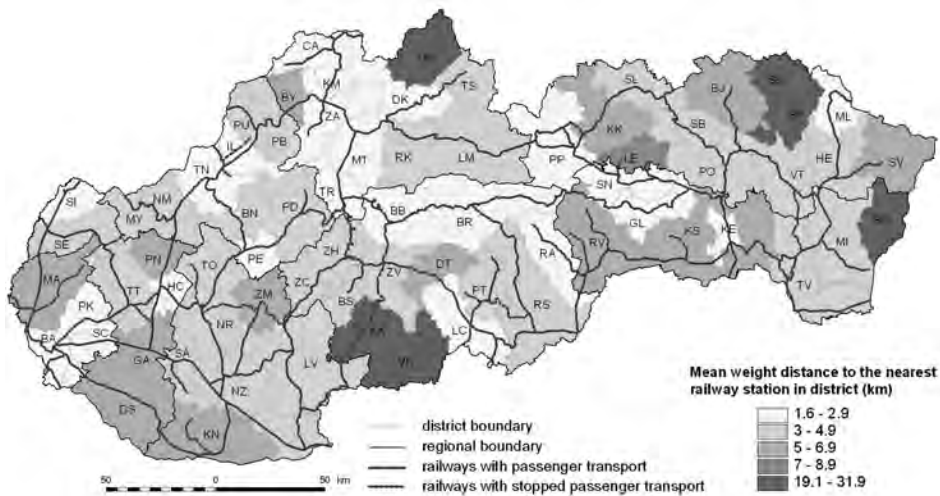 CA
KM
TS
DK
BY
ZA
PU
PB
IL
TN
MT
RK
LM
SL
BJ
KK
SB
LE
ML
HE
SV
PP
PO
VT
SN
SI
NM
MY
TR
BN
PD
BB
BR
GL
KS
KE
MI
SE
PE
RA
RV
MA
PN
TO
ZH
DT
TV
PK
TT
HC
ZM
ZC
ZV
BS
PT
RS
BA
SC
NR
GA
SA
LV
LC
VK
NZ
DS
KN
Mean weight distance to the nearest
railway station in district (km)
1.6 - 2.9
3 - 4.9
5 - 6.9
7 - 8.9
19.1 - 31.9
district boundary
regional boundary
railways with passenger transport
railways with stopped passenger transport
50 0 50 km